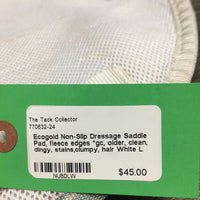 The Tack Collector
770632-24
Ecogold Non-Slip Dressage Saddle
Pad, fleece edges *gc, older, clean,
dingy, stains,clumpy, hair White L
NU8DLW
$45.00